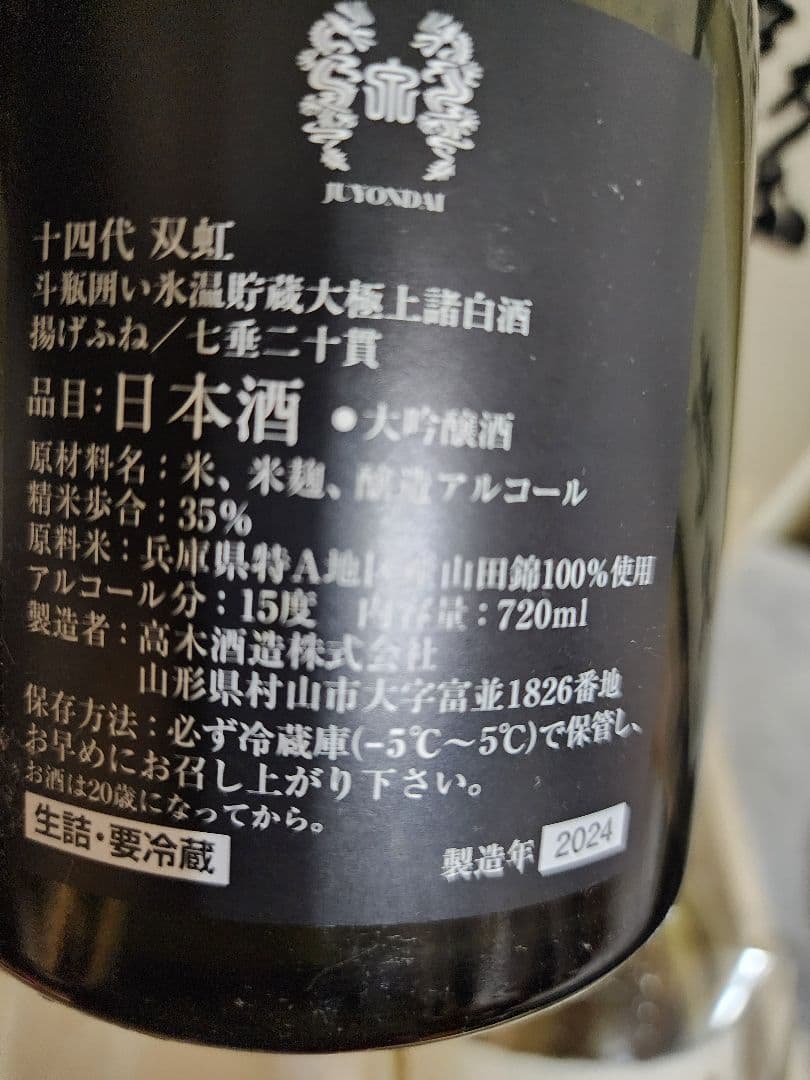 JUYONDAI
十四代 双虹
斗瓶囲い氷温貯蔵大極上諸白酒
揚げふね／七垂二十貫
品目：日本酒 ●大吟醸酒
原材料名：米、米麹、醸造アルコール
精米歩合：35%
原料米：兵庫県特A地区産山田錦100%使用
アルコール分：15度 内容量：720ml
製造者：高木酒造株式会社
山形県村山市大字富並1826番地
保存方法：必ず冷蔵庫(-5℃〜5℃)で保管し、
お早めにお召し上がり下さい。
お酒は20歳になってから。
生詰・要冷蔵
製造年 2024